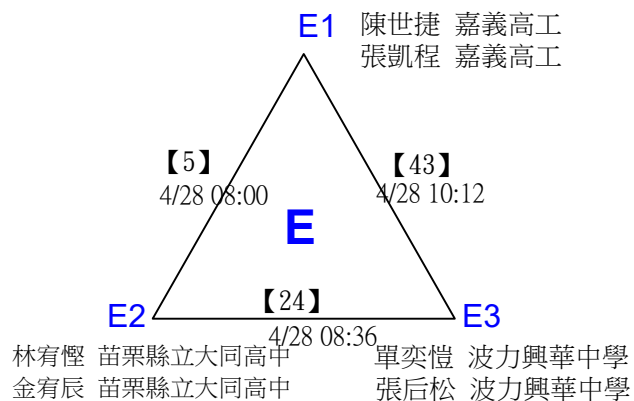 E1 陳世捷 嘉義高工
張凱程 嘉義高工
【5】 【43】
4/28 08:00 4/28 10:12
E
【24】
E2 E3
4/28 08:36
林宥慳 苗栗縣立大同高中 單奕愷 波力興華中學
金宥辰 苗栗縣立大同高中 張后松 波力興華中學